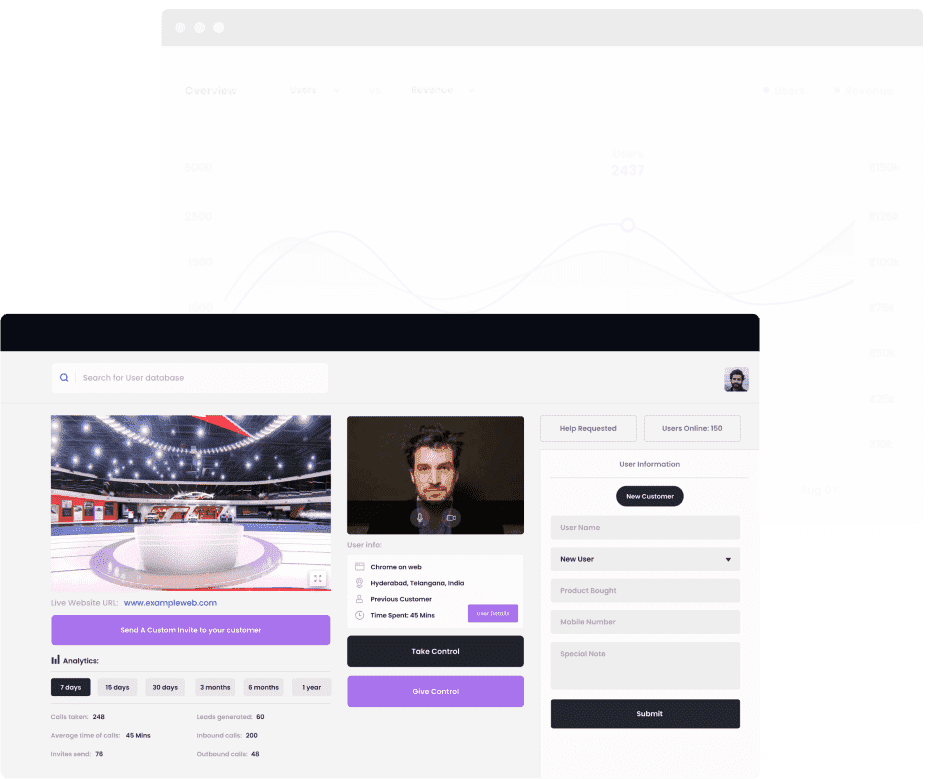 Overview
Users
Revenue
2437
Search for User database
Help Requested
Users Online: 150
User Information
New Customer
User Name
New User
Product Bought
Mobile Number
Special Note
Submit
User info:
Chrome on web
Hyderabad, Telangana, India
Previous Customer
Time Spent: 45 Mins
User Details
Take Control
Give Control
Live Website URL: www.exampleweb.com
Send A Custom Invite to your customer
Analytics:
7 days 15 days 30 days 3 months 6 months 1 year
Calls taken: 248 Leads generated: 60
Average time of calls: 45 Mins Inbound calls: 200
Invites send: 76 Outbound calls: 48